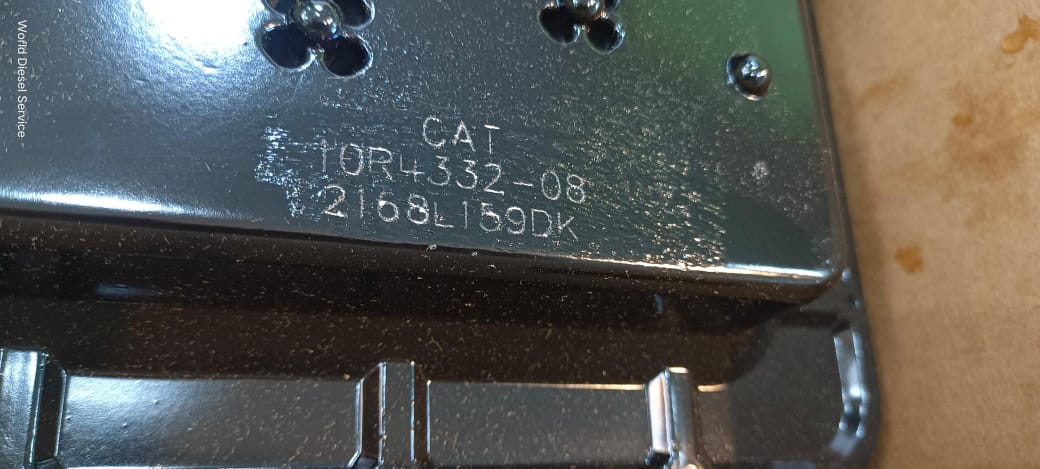 World Diesel Service
CAT
10R4332-08
2168L159DK